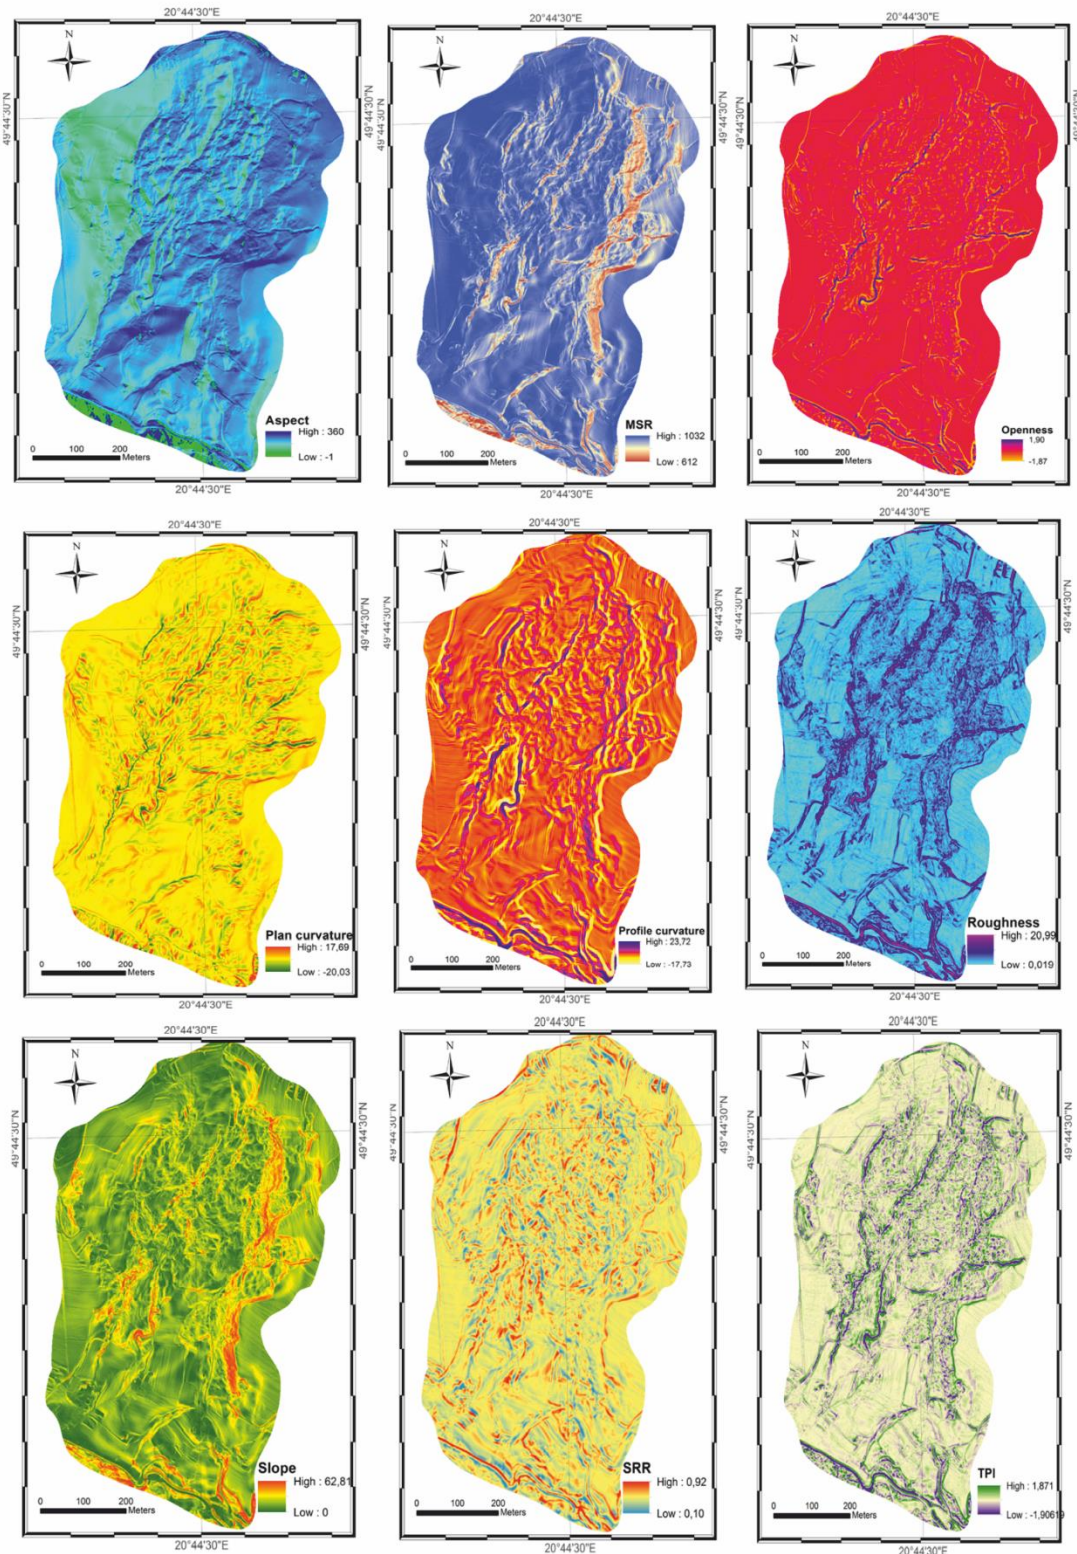 20°44'30"E
20°44'30"E
20°44'30"E
N
N
N
49°44'30"N
49°44'30"N
49°44'30"N
49°44'30"N
49°44'30"N
49°44'30"N
Aspect
High : 360
Low : -1
0 100 200
Meters
MSR
High : 1032
Low : 612
0 100 200
Meters
Openness
1,90
-1,87
0 100 200
Meters
20°44'30"E
20°44'30"E
20°44'30"E
20°44'30"E
20°44'30"E
20°44'30"E
N
N
N
49°44'30"N
49°44'30"N
49°44'30"N
49°44'30"N
49°44'30"N
49°44'30"N
Plan curvature
High : 17,69
Low : -20,03
0 100 200
Meters
Profile curvature
High : 23,72
Low : -17,73
0 100 200
Meters
Roughness
High : 20,99
Low : 0,019
0 100 200
Meters
20°44'30"E
20°44'30"E
20°44'30"E
20°44'30"E
20°44'30"E
20°44'30"E
N
N
N
49°44'30"N
49°44'30"N
49°44'30"N
49°44'30"N
49°44'30"N
49°44'30"N
Slope
High : 62,81
Low : 0
0 100 200
Meters
SRR
High : 0,92
Low : 0,10
0 100 200
Meters
TPI
High : 1,871
Low : -1,90619
0 100 200
Meters
20°44'30"E
20°44'30"E
20°44'30"E